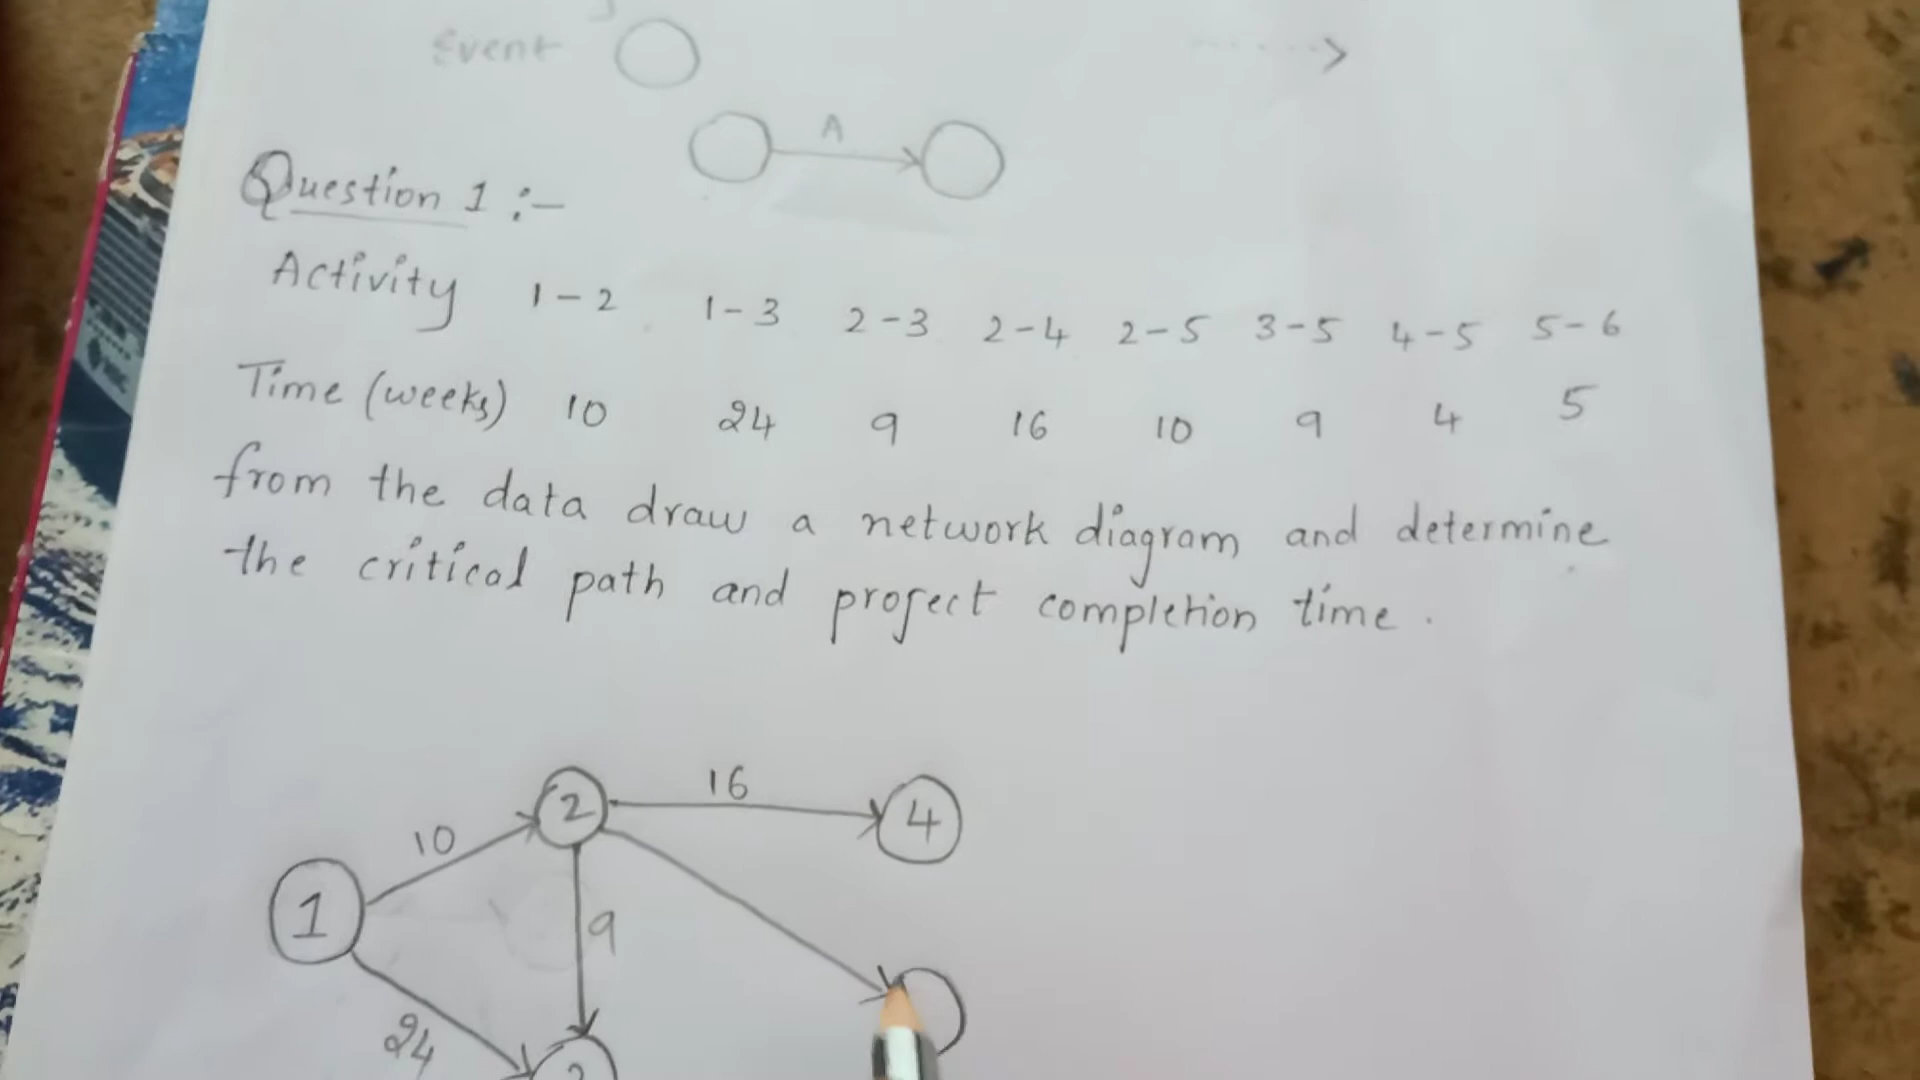 Event
A
Question 1 :-
Activity 1-2 1-3 2-3 2-4 2-5 3-5 4-5 5-6
Time (weeks) 10 24 9 16 10 9 4 5
from the data draw a network diagram and determine
the critical path and project completion time.
16
2
4
10
1
9
24
3